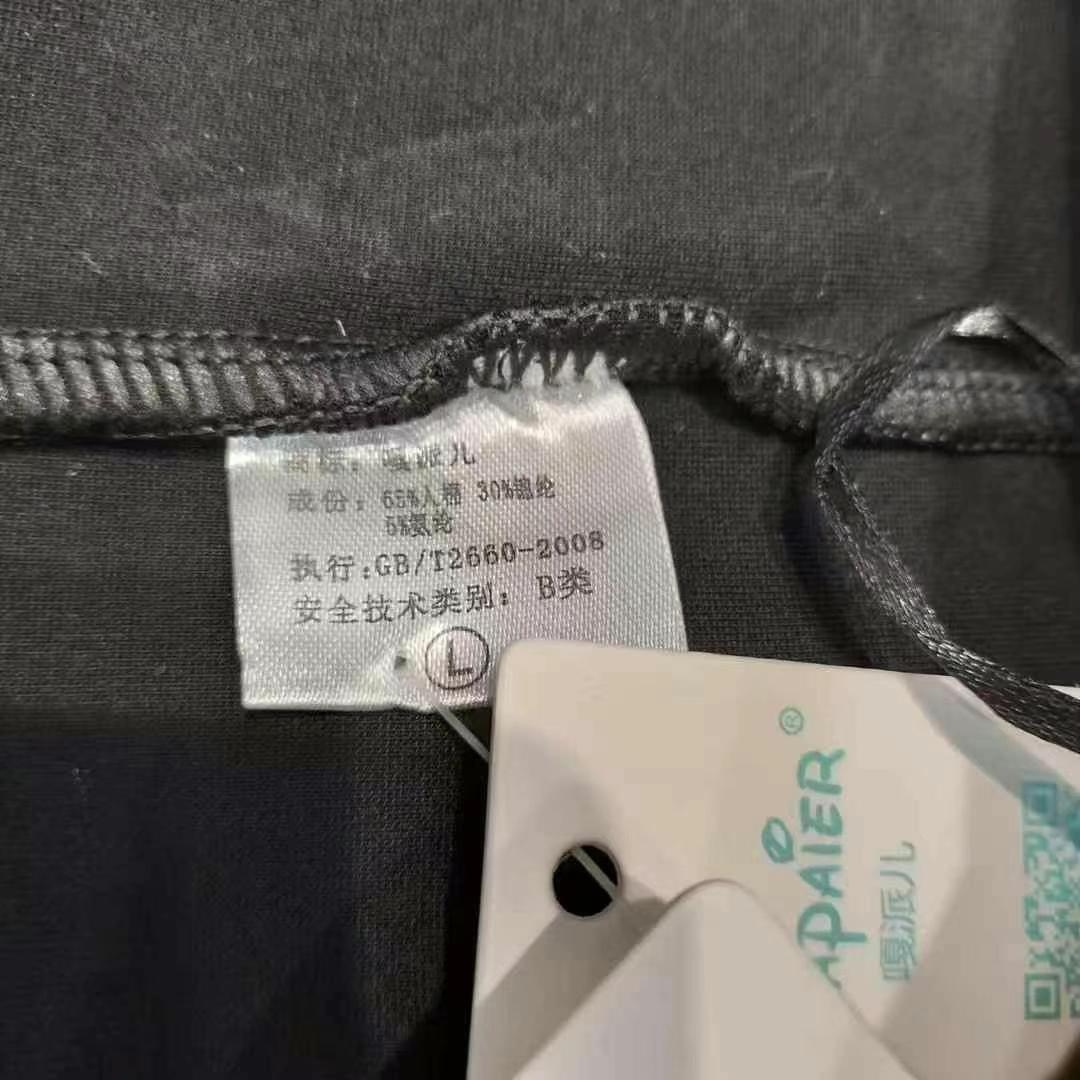 商标：嘎派儿
成份：65%人棉 30%锦纶
5%氨纶
执行:GB/T2660-2008
安全技术类别：B类
L
APAIER ®
嘎派儿